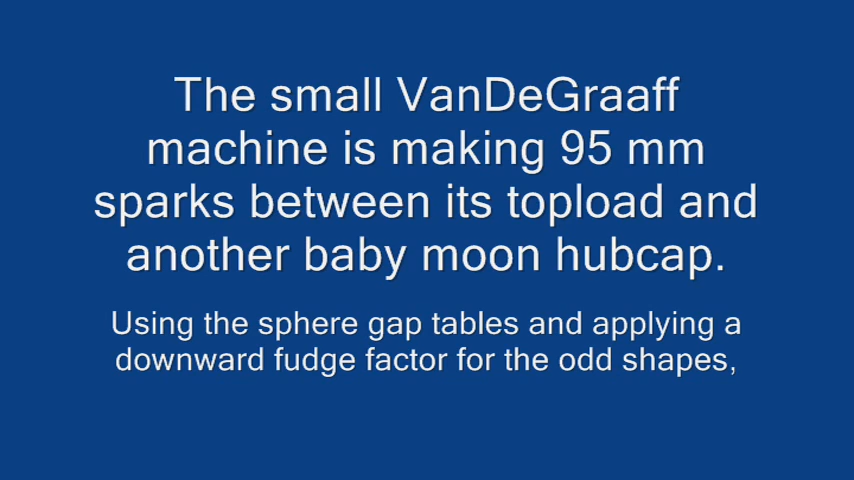 The small VanDeGraaff
machine is making 95 mm
sparks between its topload and
another baby moon hubcap.
Using the sphere gap tables and applying a
downward fudge factor for the odd shapes,